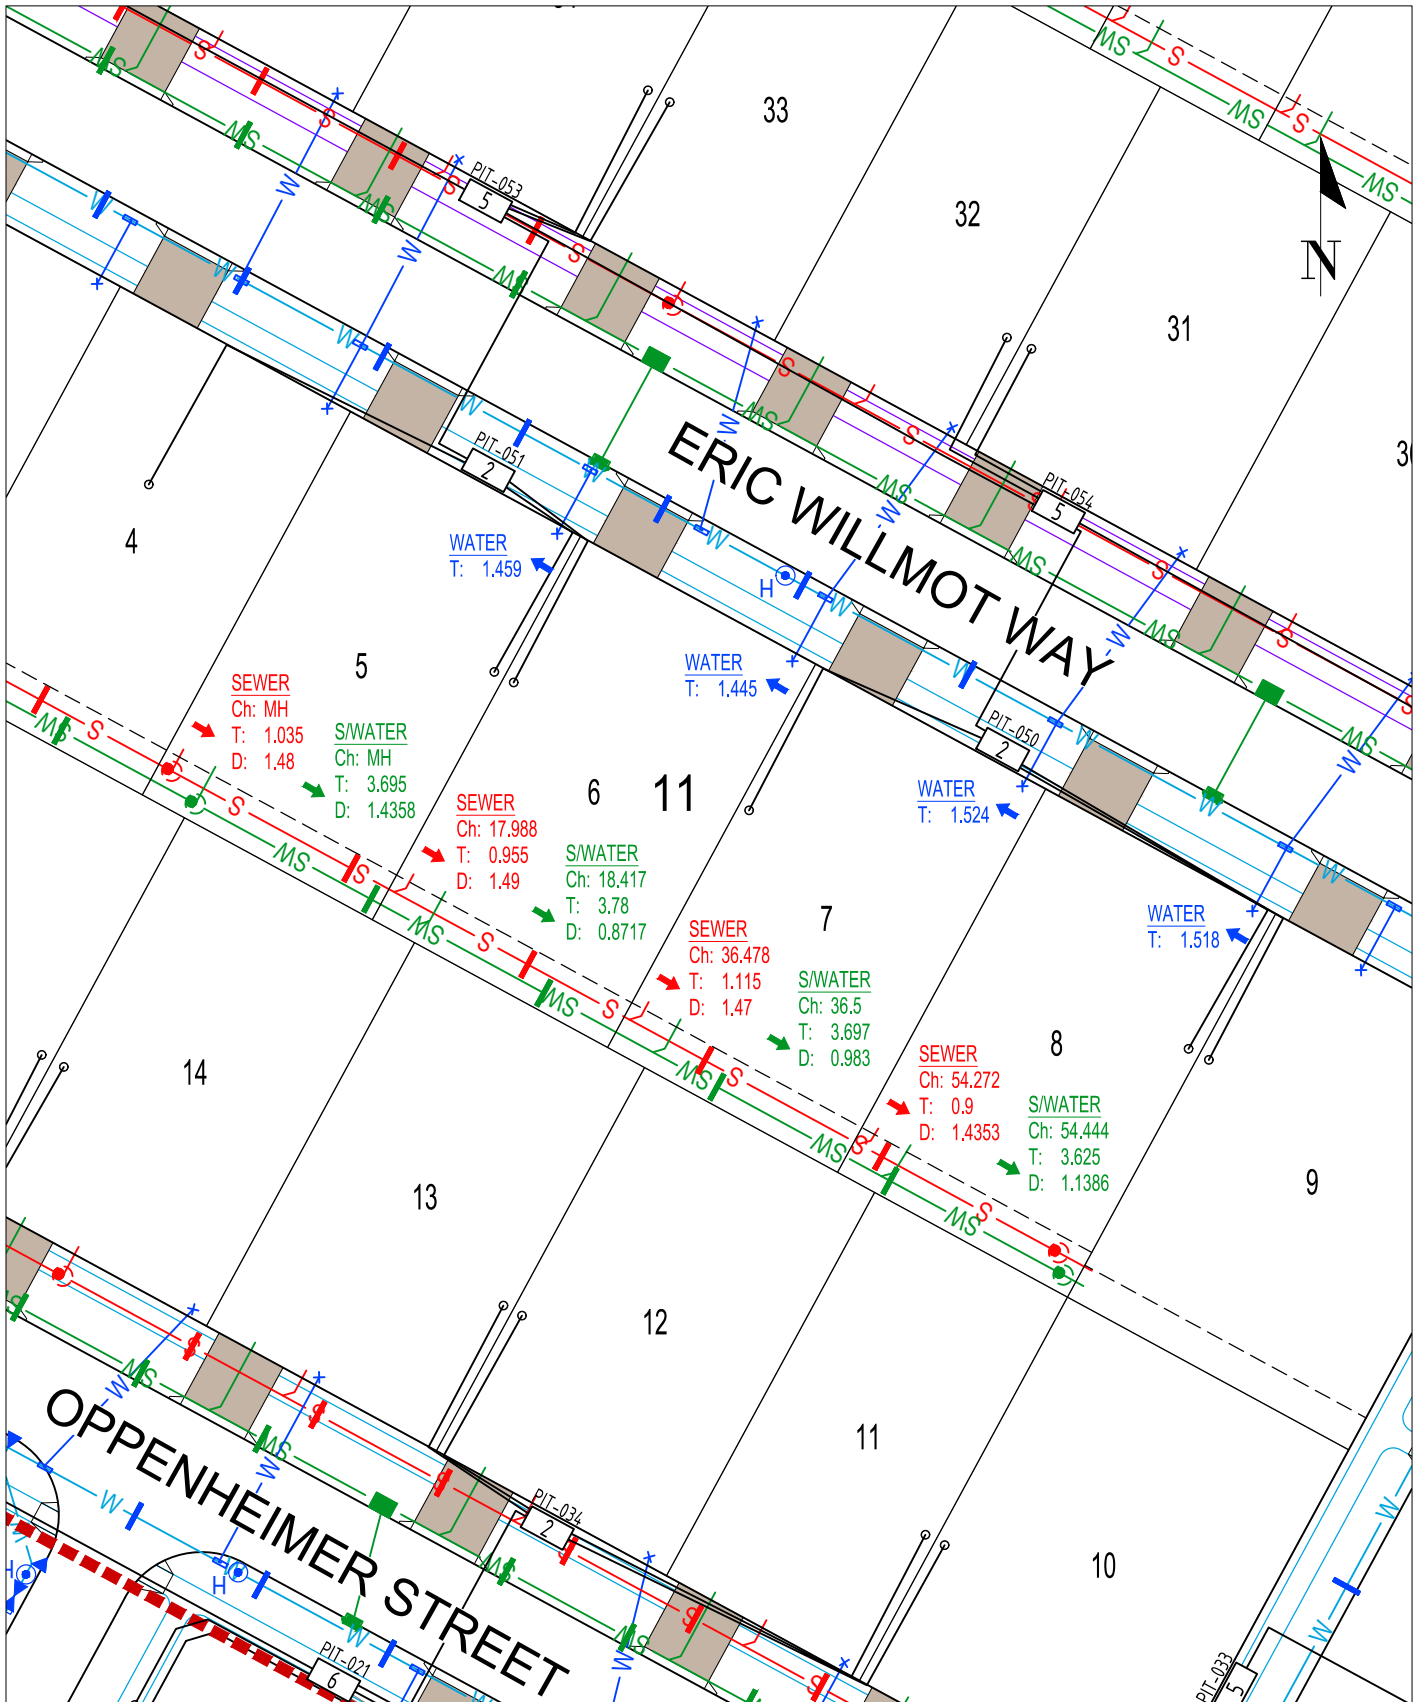 33
32
31
N
PIT-053
5
ERIC WILLMOT WAY
PIT-054
5
PIT-051
2
4
WATER
T: 1.459
H
5
WATER
T: 1.445
PIT-050
2
SEWER
Ch: MH
T: 1.035
D: 1.48
S/WATER
Ch: MH
T: 3.695
D: 1.4358
6
11
WATER
T: 1.524
SEWER
Ch: 17.988
T: 0.955
D: 1.49
S/WATER
Ch: 18.417
T: 3.78
D: 0.8717
7
WATER
T: 1.518
SEWER
Ch: 36.478
T: 1.115
D: 1.47
S/WATER
Ch: 36.5
T: 3.697
D: 0.983
8
SEWER
Ch: 54.272
T: 0.9
D: 1.4353
S/WATER
Ch: 54.444
T: 3.625
D: 1.1386
9
14
13
12
11
10
OPPENHEIMER STREET
PIT-034
2
H
H
PIT-021
6
PIT-033
5
W
S
SW